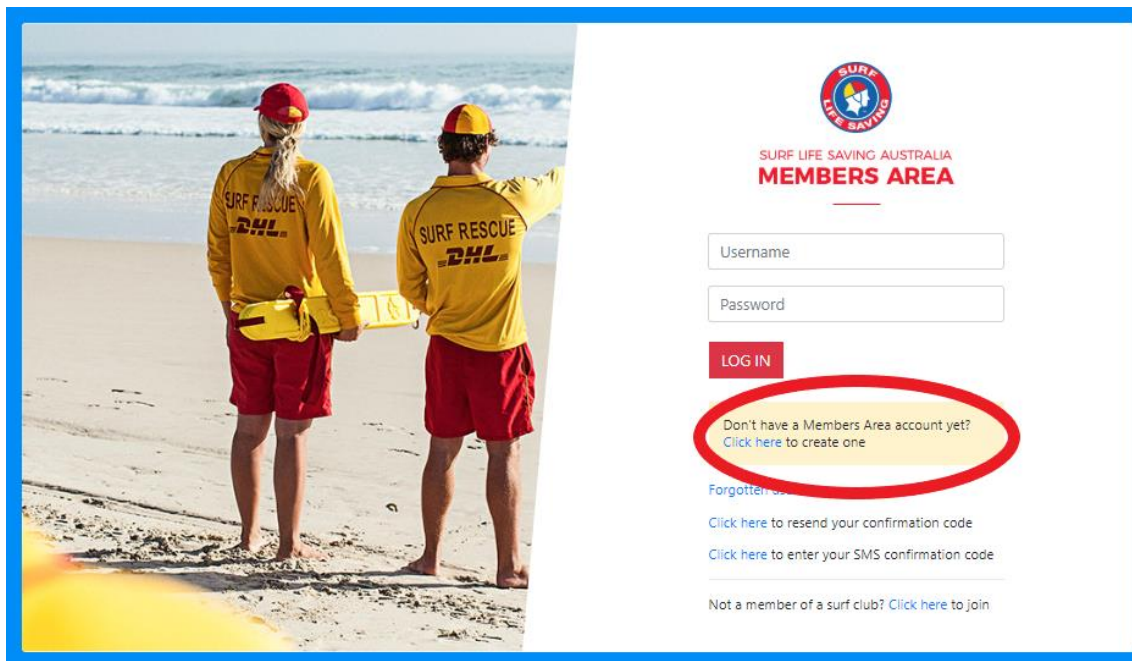 SURF RESCUE
DHL
SURF RESCUE
DHL
SURF
LIFE SAVING
SURF LIFE SAVING AUSTRALIA
MEMBERS AREA
Username
Password
LOG IN
Don't have a Members Area account yet?
Click here to create one
Forgotten
Click here to resend your confirmation code
Click here to enter your SMS confirmation code
Not a member of a surf club? Click here to join